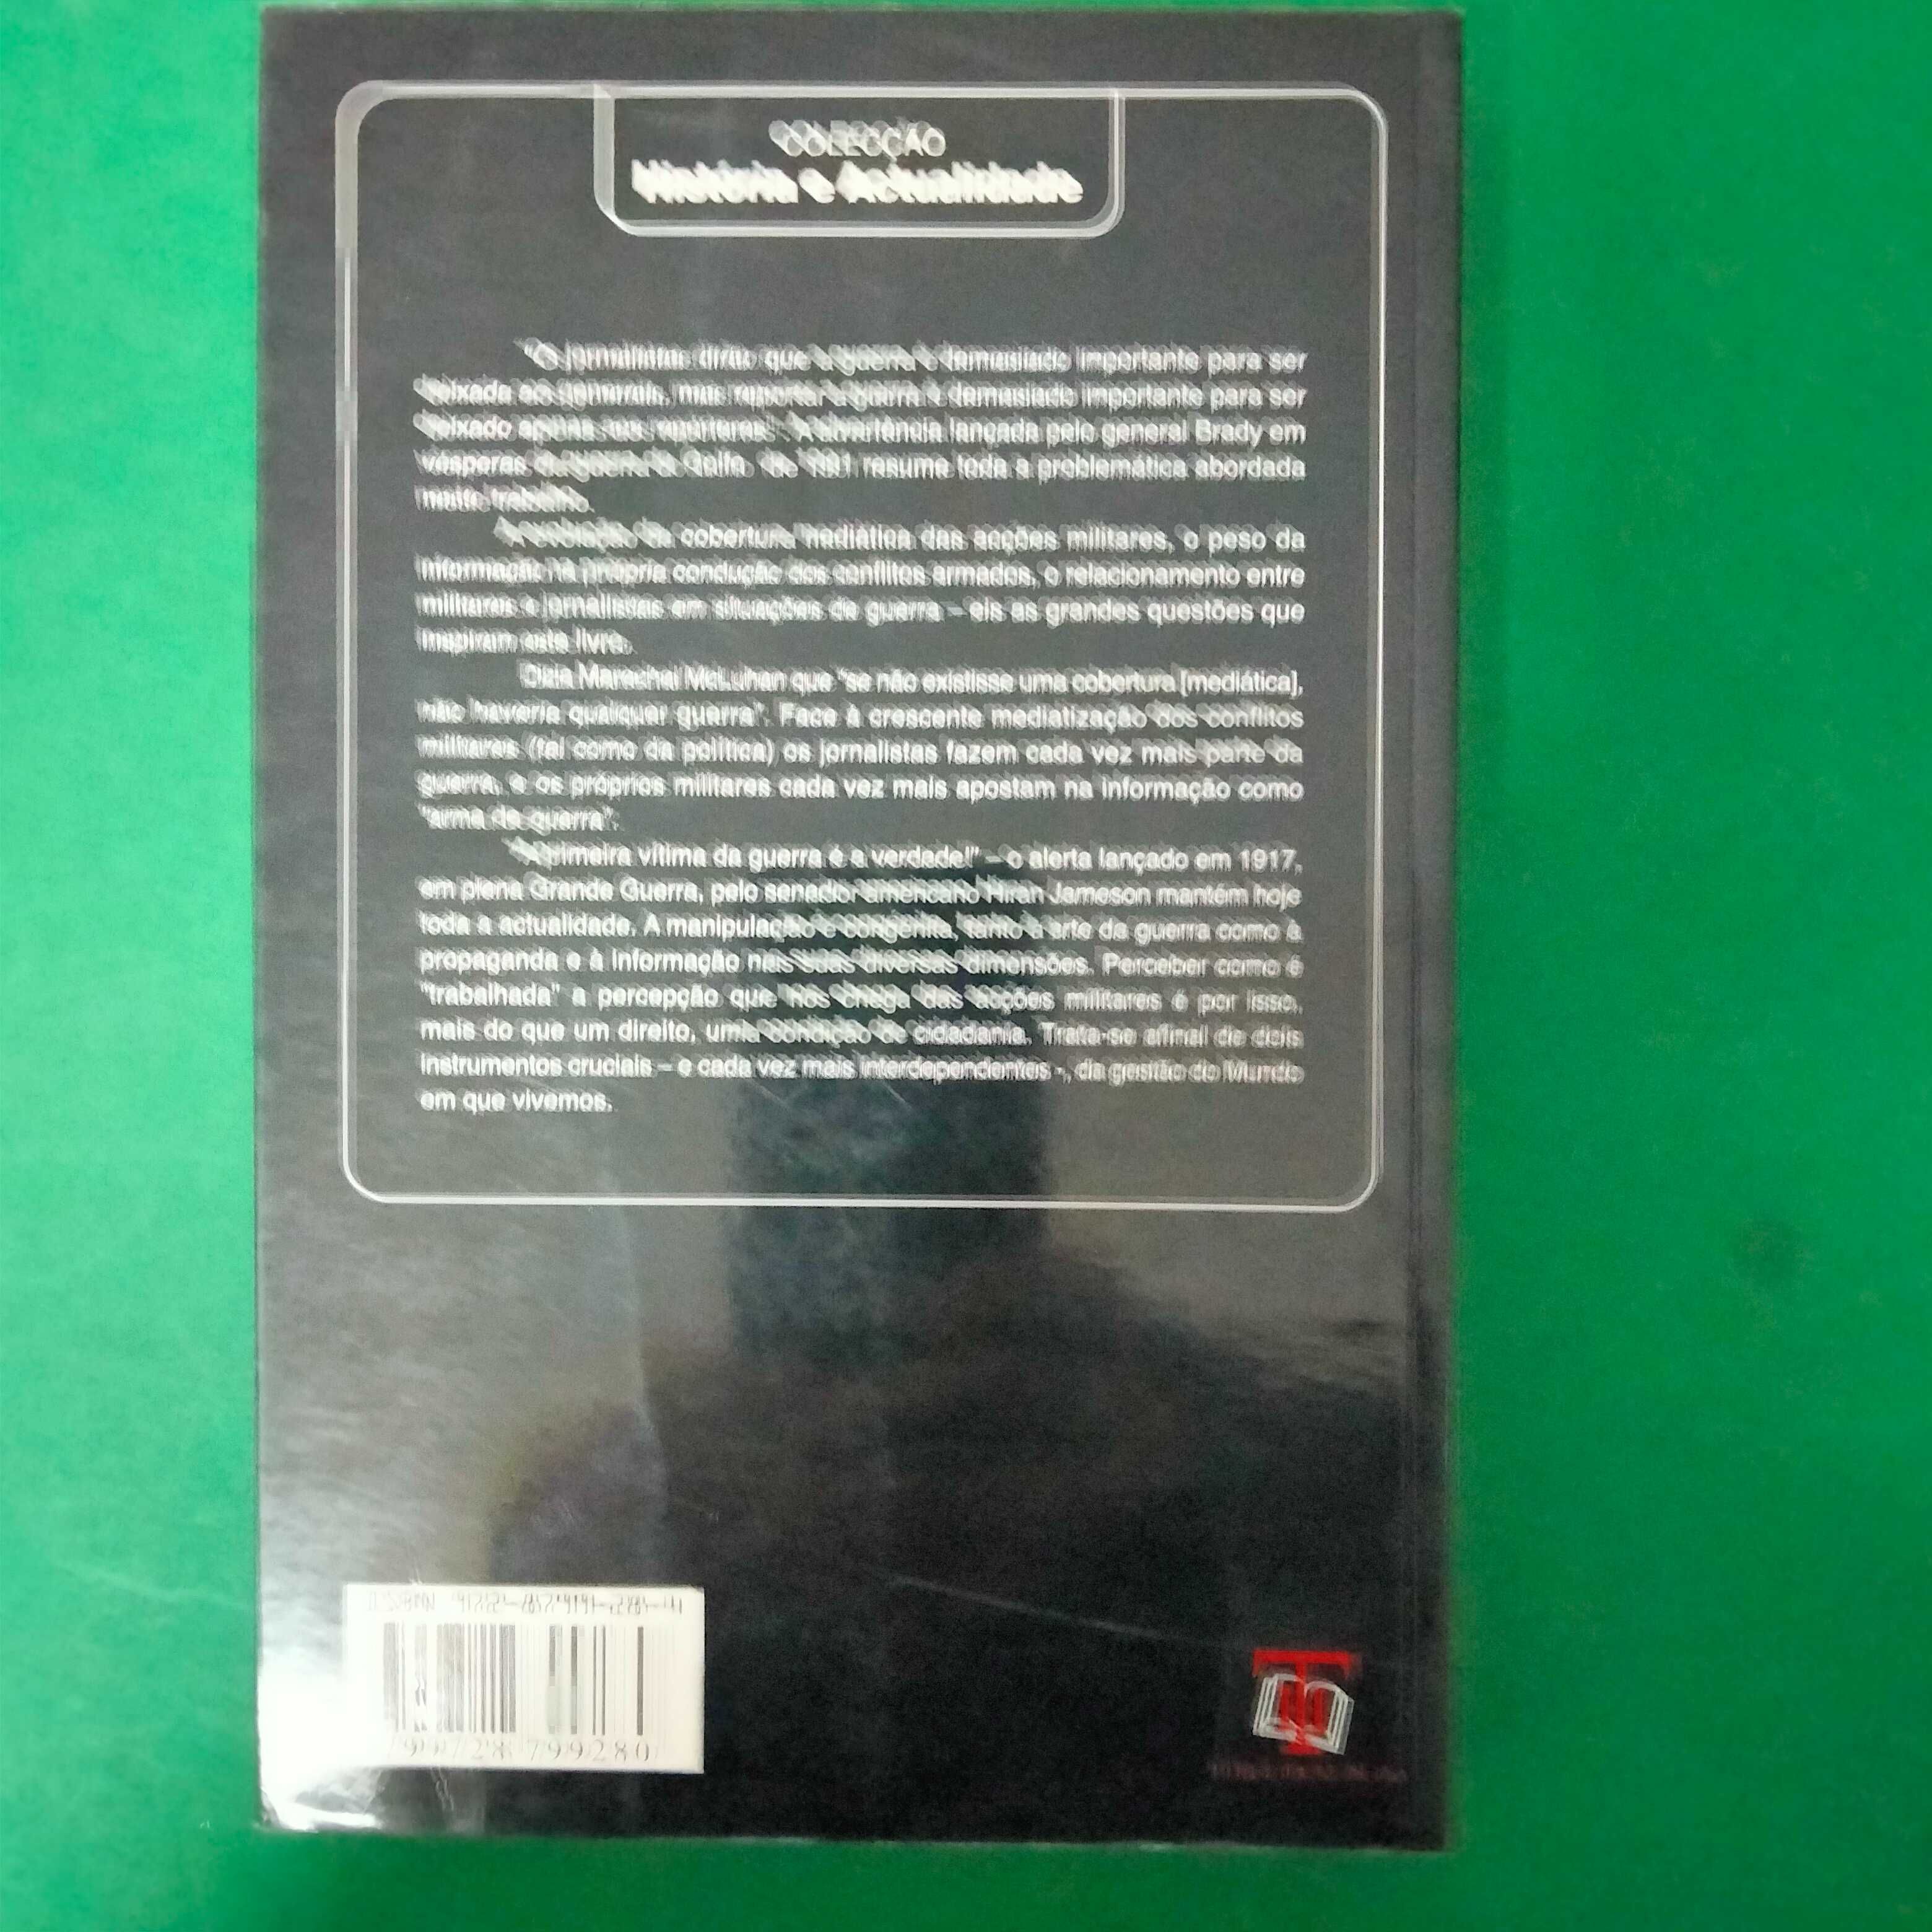 COLECÇÃO
História e Actualidade
"Os jornalistas dirão que a guerra é demasiado importante para ser
deixada aos generais, mas reportar a guerra é demasiado importante para ser
deixado apenas aos repórteres". A advertência lançada pelo general Brady em
vésperas da guerra do Golfo de 1991 resume toda a problemática abordada
neste trabalho.
A evolução da cobertura mediática das acções militares, o peso da
informação na própria condução dos conflitos armados, o relacionamento entre
militares e jornalistas em situações de guerra – eis as grandes questões que
inspiram este livro.
Dizia Marechal McLuhan que "se não existisse uma cobertura [mediática],
não haveria qualquer guerra". Face à crescente mediatização dos conflitos
militares (tal como da política) os jornalistas fazem cada vez mais parte da
guerra, e os próprios militares cada vez mais apostam na informação como
"arma de guerra".
"A primeira vítima da guerra é a verdade!" – o alerta lançado em 1917,
em plena Grande Guerra, pelo senador americano Hiran Jameson mantém hoje
toda a actualidade. A manipulação é congénita, tanto à arte da guerra como à
propaganda e à informação nas suas diversas dimensões. Perceber como é
"trabalhada" a percepção que nos chega das acções militares é por isso,
mais do que um direito, uma condição de cidadania. Trata-se afinal de dois
instrumentos cruciais – e cada vez mais interdependentes -, da gestão do Mundo
em que vivemos.
ISBN
799280